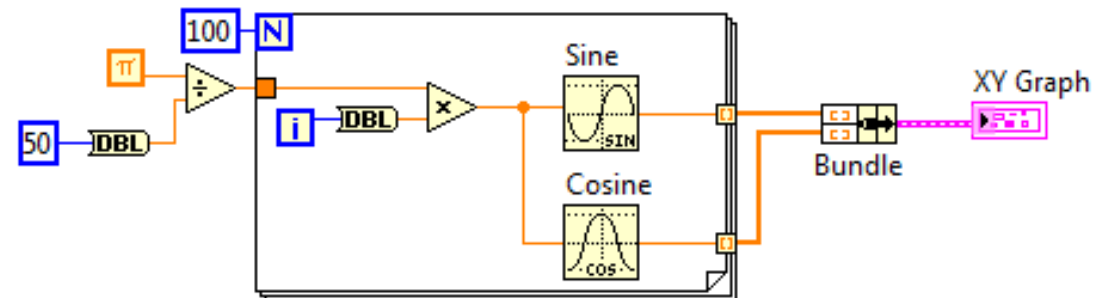 100 N
π
÷
50 DBL
i DBL
×
Sine
SIN
Cosine
COS
Bundle
XY Graph